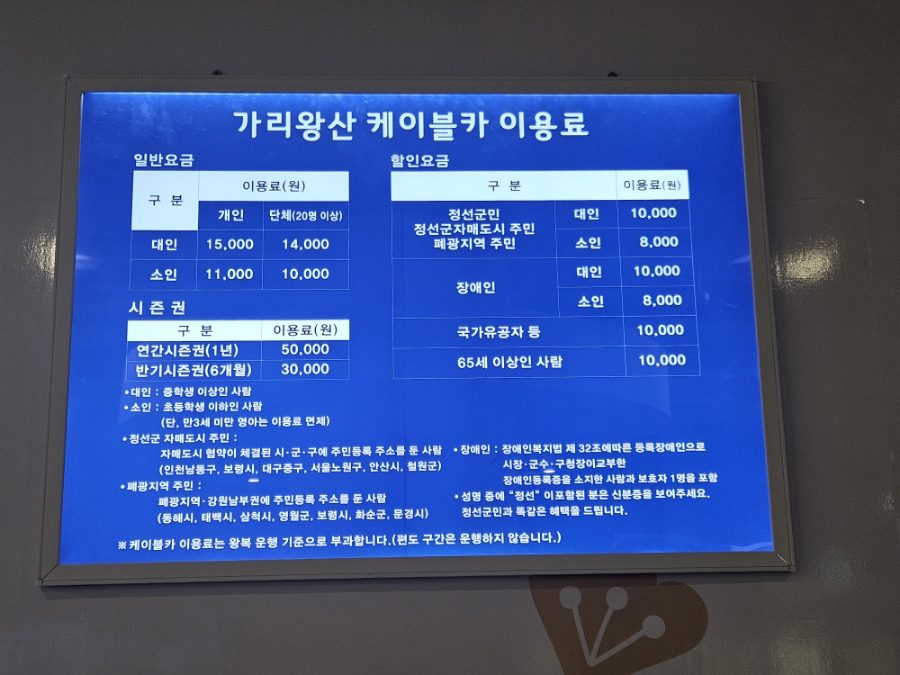 가리왕산 케이블카 이용료
일반요금
구 분 이용료(원)
개인 단체(20명 이상)
대인 15,000 14,000
소인 11,000 10,000
시 즌 권
구 분 이용료(원)
연간시즌권(1년) 50,000
반기시즌권(6개월) 30,000
할인요금
구 분 이용료(원)
정선군민
정선군자매도시 주민
폐광지역 주민
대인 10,000
소인 8,000
장애인
대인 10,000
소인 8,000
국가유공자 등 10,000
65세 이상인 사람 10,000
•대인 : 중학생 이상인 사람
•소인 : 초등학생 이하인 사람
(단, 만3세 미만 영아는 이용료 면제)
•정선군 자매도시 주민 :
자매도시 협약이 체결된 시·군·구에 주민등록 주소를 둔 사람
(인천남동구, 보령시, 대구중구, 서울노원구, 안산시, 철원군)
•폐광지역 주민 :
폐광지역·강원남부권에 주민등록 주소를 둔 사람
(동해시, 태백시, 삼척시, 영월군, 보령시, 화순군, 문경시)
•장애인 : 장애인복지법 제 32조에따른 등록장애인으로
시장·군수·구청장이교부한
장애인등록증을 소지한 사람과 보호자 1명을 포함
•성명 중에 “정선” 이포함된 분은 신분증을 보여주세요.
정선군민과 똑같은 혜택을 드립니다.
※케이블카 이용료는 왕복 운행 기준으로 부과합니다.(편도 구간은 운행하지 않습니다.)